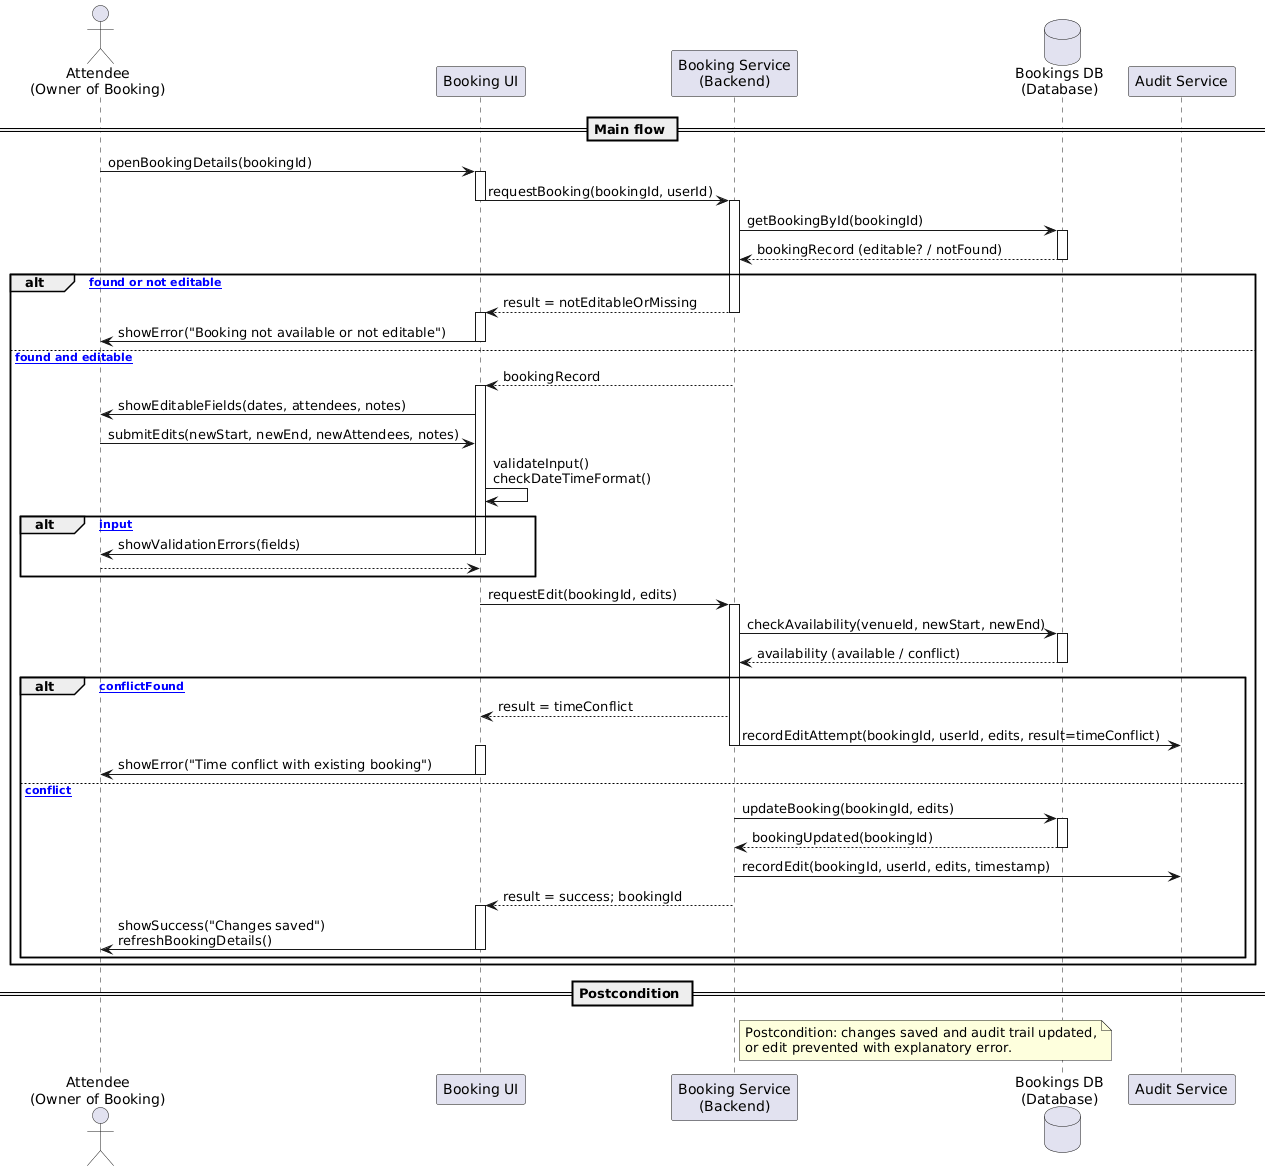 Attendee
(Owner of Booking)
Booking UI
Booking Service
(Backend)
Bookings DB
(Database)
Audit Service
Main flow
openBookingDetails(bookingId)
requestBooking(bookingId, userId)
getBookingById(bookingId)
bookingRecord (editable? / notFound)
alt
found or not editable
result = notEditableOrMissing
showError("Booking not available or not editable")
found and editable
bookingRecord
showEditableFields(dates, attendees, notes)
submitEdits(newStart, newEnd, newAttendees, notes)
validateInput()
checkDateTimeFormat()
alt
input
showValidationErrors(fields)
requestEdit(bookingId, edits)
checkAvailability(venueId, newStart, newEnd)
availability (available / conflict)
alt
conflictFound
result = timeConflict
recordEditAttempt(bookingId, userId, edits, result=timeConflict)
showError("Time conflict with existing booking")
conflict
updateBooking(bookingId, edits)
bookingUpdated(bookingId)
recordEdit(bookingId, userId, edits, timestamp)
result = success; bookingId
showSuccess("Changes saved")
refreshBookingDetails()
Postcondition
Postcondition: changes saved and audit trail updated,
or edit prevented with explanatory error.
Attendee
(Owner of Booking)
Booking UI
Booking Service
(Backend)
Bookings DB
(Database)
Audit Service